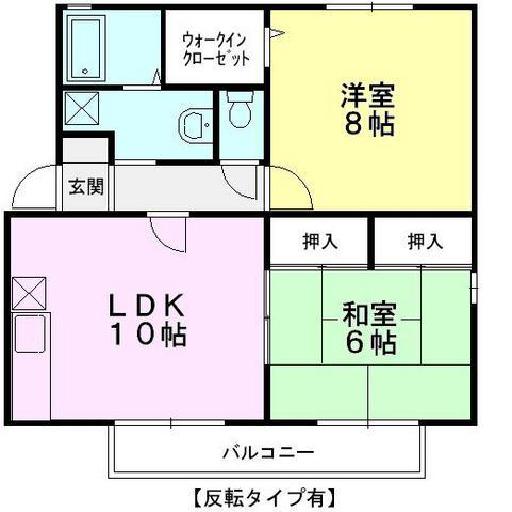 ウォークイン
クローゼット
洋室
8帖
玄関
押入
押入
LDK
10帖
和室
6帖
バルコニー
【反転タイプ有】